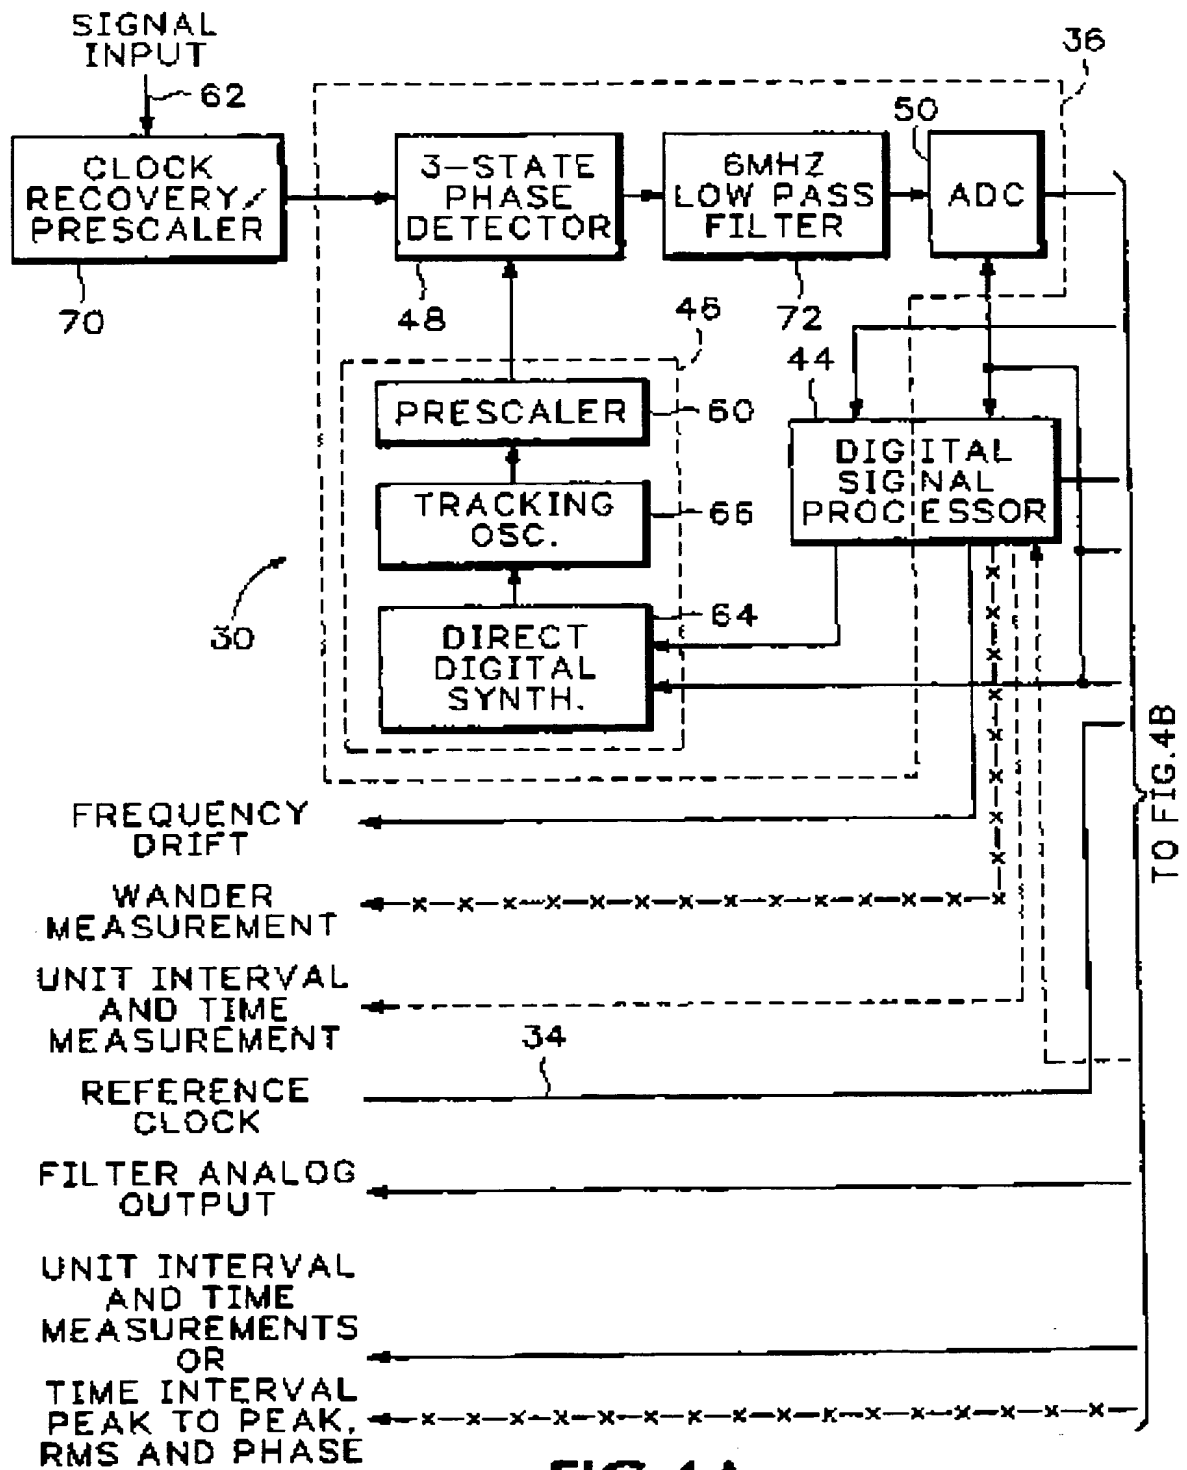 SIGNAL
INPUT
62
36
50
CLOCK
RECOVERY/
PRESCALER
3-STATE
PHASE
DETECTOR
6MHZ
LOW PASS
FILTER
ADC
70
48
72
46
44
PRESCALER
60
DIGITAL
SIGNAL
PROCESSOR
TRACKING
OSC.
66
30
DIRECT
DIGITAL
SYNTH.
64
TO FIG.4B
FREQUENCY
DRIFT
WANDER
MEASUREMENT
UNIT INTERVAL
AND TIME
MEASUREMENT
34
REFERENCE
CLOCK
FILTER ANALOG
OUTPUT
UNIT INTERVAL
AND TIME
MEASUREMENTS
OR
TIME INTERVAL
PEAK TO PEAK,
RMS AND PHASE